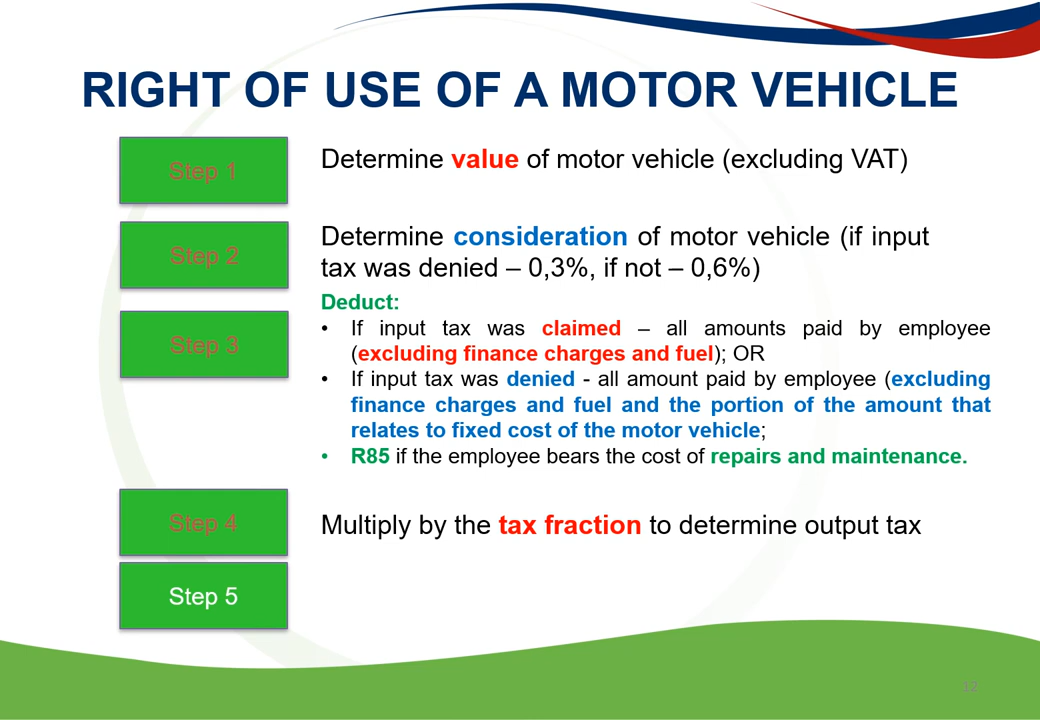 RIGHT OF USE OF A MOTOR VEHICLE
Step 1
Determine value of motor vehicle (excluding VAT)
Step 2
Determine consideration of motor vehicle (if input
tax was denied – 0,3%, if not – 0,6%)
Step 3
Deduct:
• If input tax was claimed – all amounts paid by employee
(excluding finance charges and fuel); OR
• If input tax was denied - all amount paid by employee (excluding
finance charges and fuel and the portion of the amount that
relates to fixed cost of the motor vehicle;
• R85 if the employee bears the cost of repairs and maintenance.
Step 4
Multiply by the tax fraction to determine output tax
Step 5
12